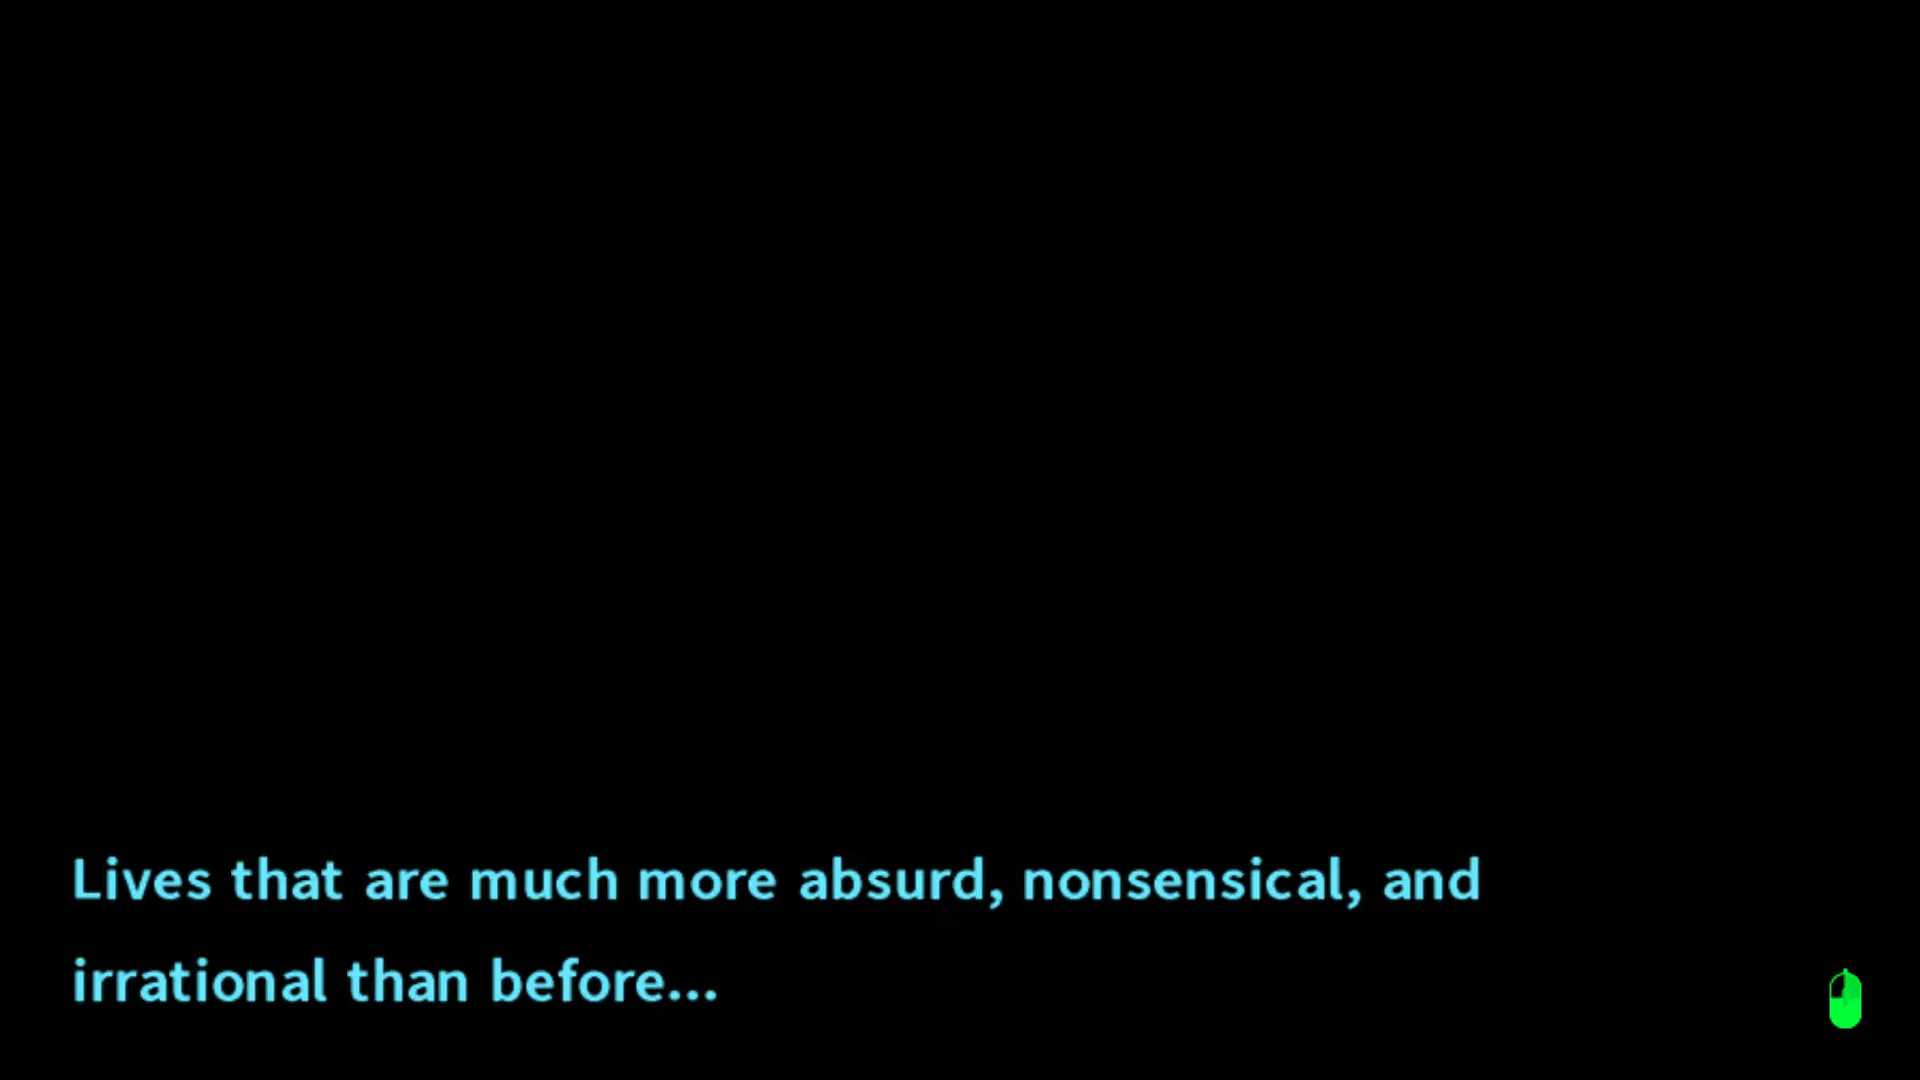 Lives that are much more absurd, nonsensical, and
irrational than before...